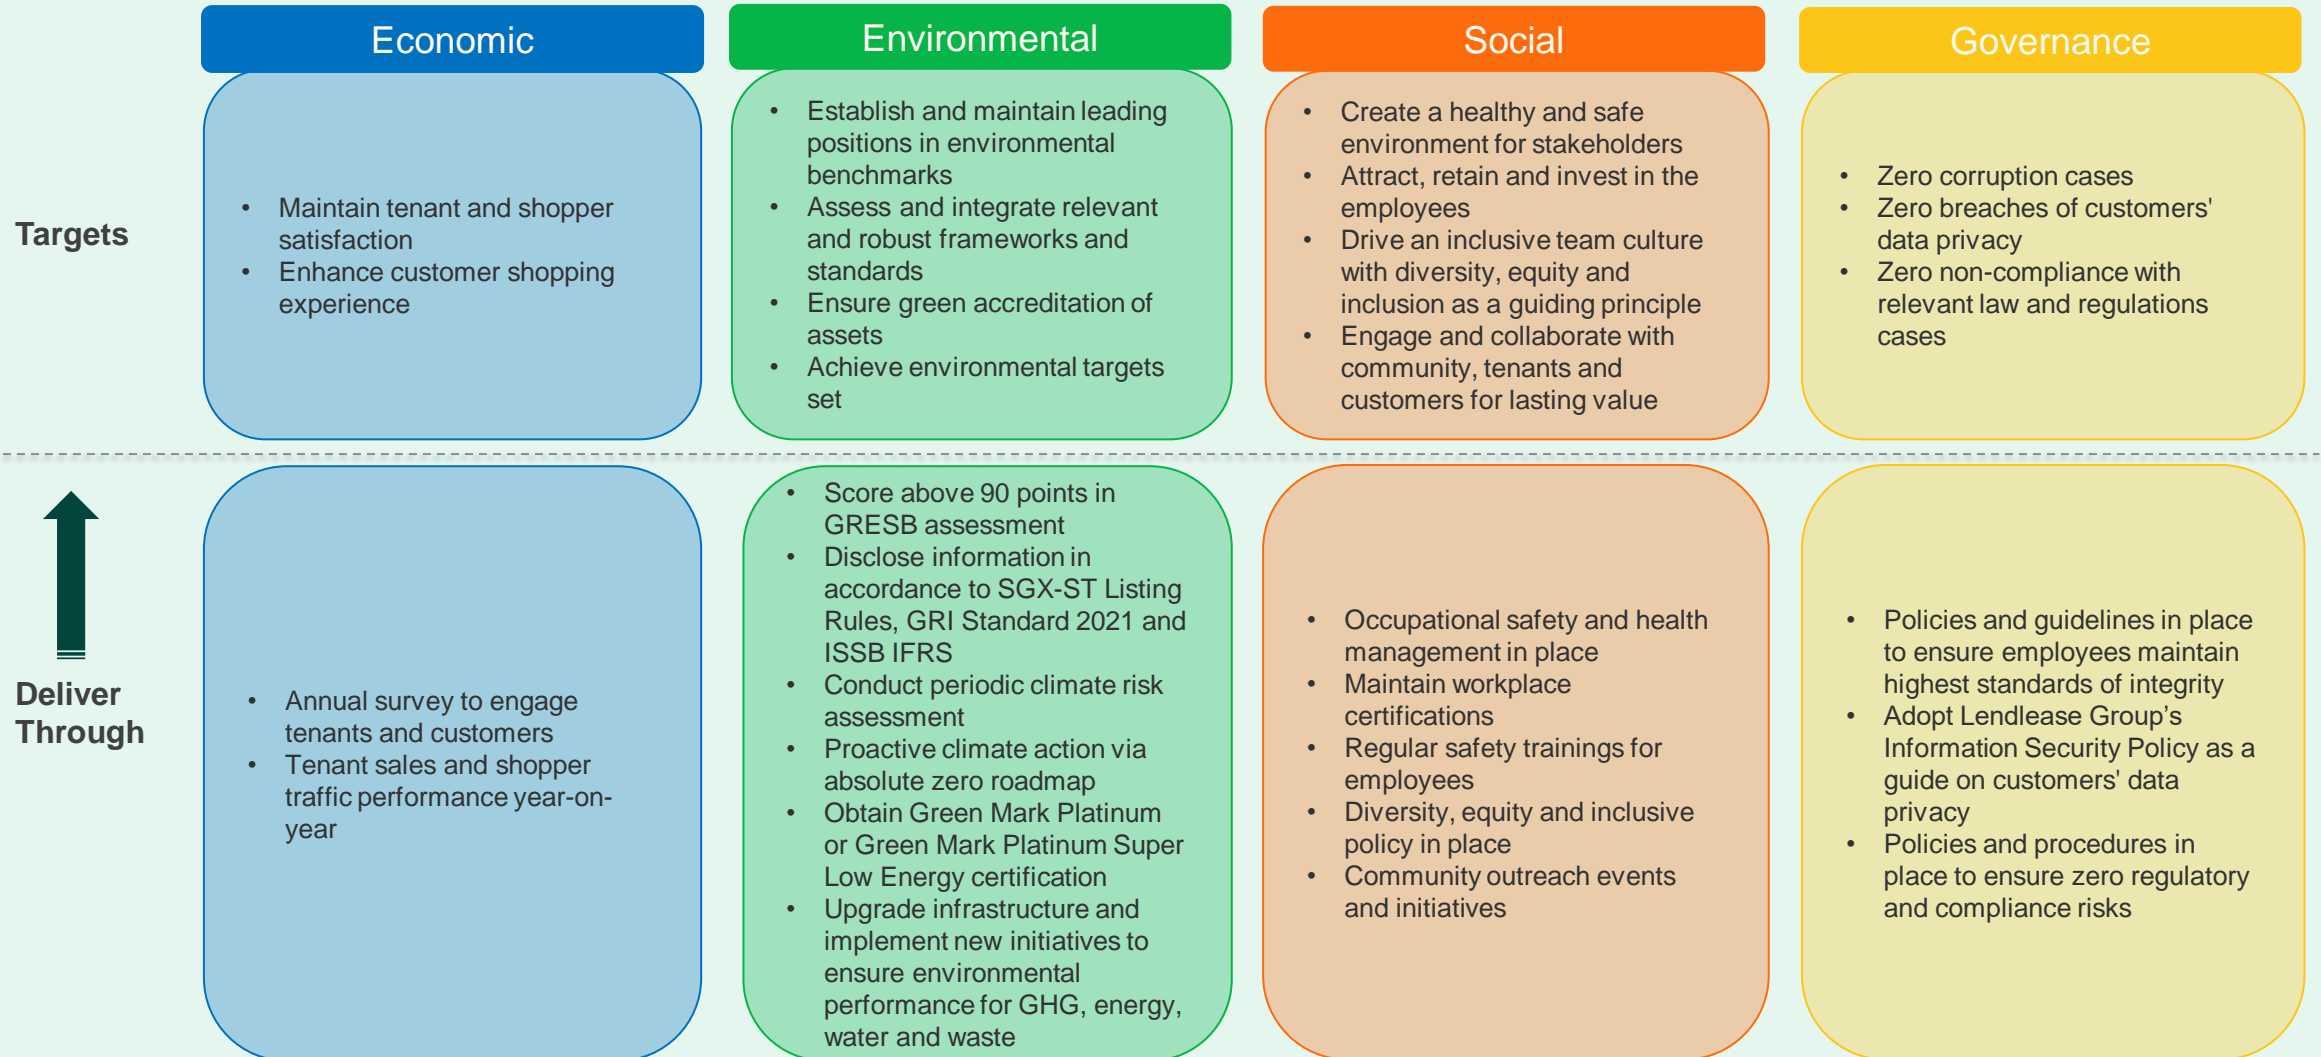 Economic
Environmental
Social
Governance
Targets
• Maintain tenant and shopper
satisfaction
• Enhance customer shopping
experience
• Establish and maintain leading
positions in environmental
benchmarks
• Assess and integrate relevant
and robust frameworks and
standards
• Ensure green accreditation of
assets
• Achieve environmental targets
set
• Create a healthy and safe
environment for stakeholders
• Attract, retain and invest in the
employees
• Drive an inclusive team culture
with diversity, equity and
inclusion as a guiding principle
• Engage and collaborate with
community, tenants and
customers for lasting value
• Zero corruption cases
• Zero breaches of customers'
data privacy
• Zero non-compliance with
relevant law and regulations
cases
Deliver
Through
• Annual survey to engage
tenants and customers
• Tenant sales and shopper
traffic performance year-on-
year
• Score above 90 points in
GRESB assessment
• Disclose information in
accordance to SGX-ST Listing
Rules, GRI Standard 2021 and
ISSB IFRS
• Conduct periodic climate risk
assessment
• Proactive climate action via
absolute zero roadmap
• Obtain Green Mark Platinum
or Green Mark Platinum Super
Low Energy certification
• Upgrade infrastructure and
implement new initiatives to
ensure environmental
performance for GHG, energy,
water and waste
• Occupational safety and health
management in place
• Maintain workplace
certifications
• Regular safety trainings for
employees
• Diversity, equity and inclusive
policy in place
• Community outreach events
and initiatives
• Policies and guidelines in place
to ensure employees maintain
highest standards of integrity
• Adopt Lendlease Group’s
Information Security Policy as a
guide on customers' data
privacy
• Policies and procedures in
place to ensure zero regulatory
and compliance risks